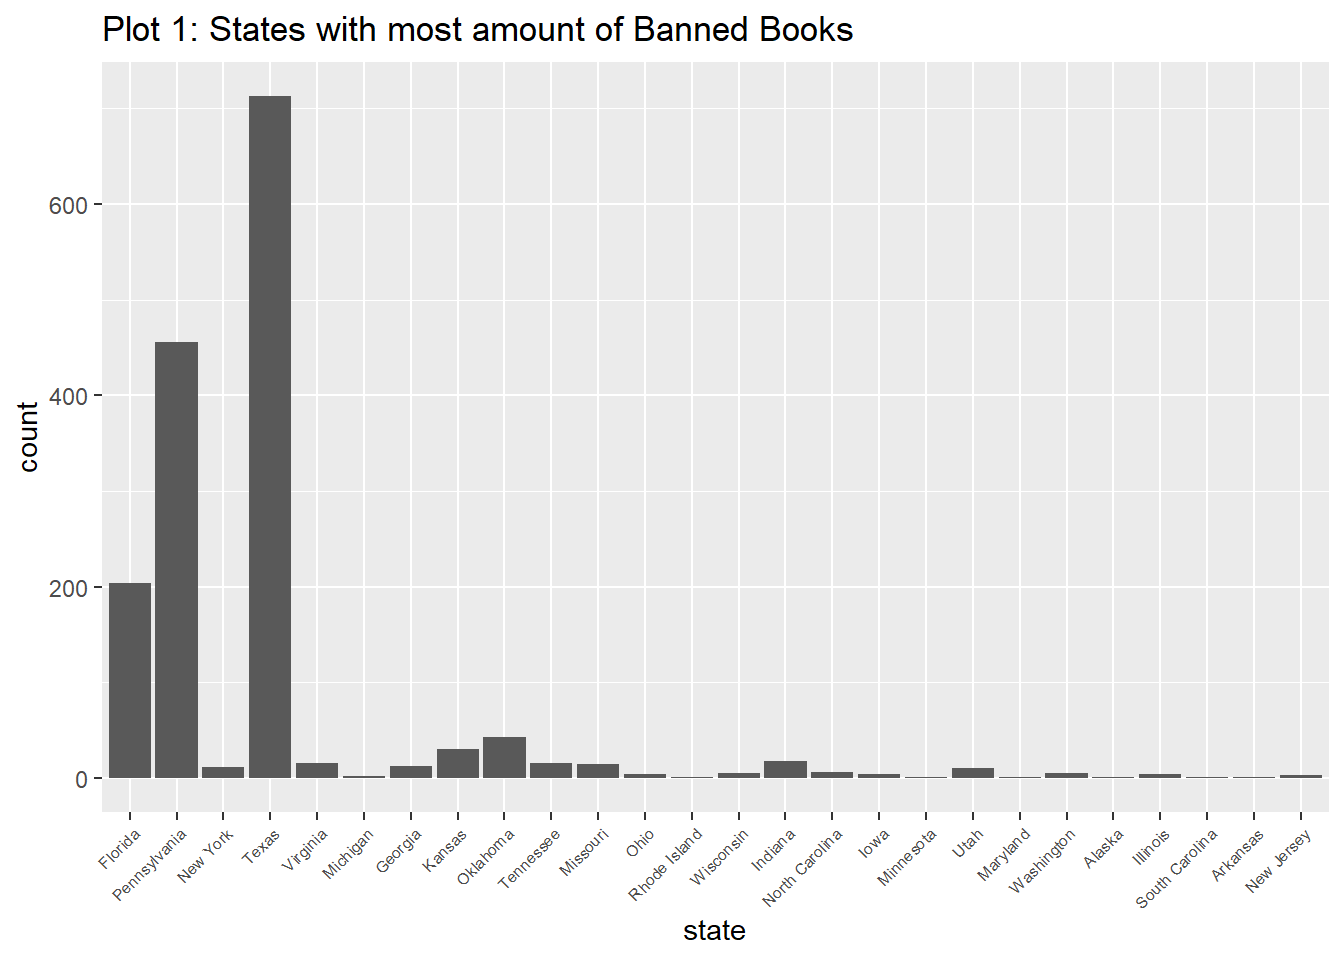 Plot 1: States with most amount of Banned Books
count
600
400
200
0
Florida
Pennsylvania
New York
Texas
Virginia
Michigan
Georgia
Kansas
Oklahoma
Tennessee
Missouri
Ohio
Rhode Island
Wisconsin
Indiana
North Carolina
Iowa
Minnesota
Utah
Maryland
Washington
Alaska
Illinois
South Carolina
Arkansas
New Jersey
state